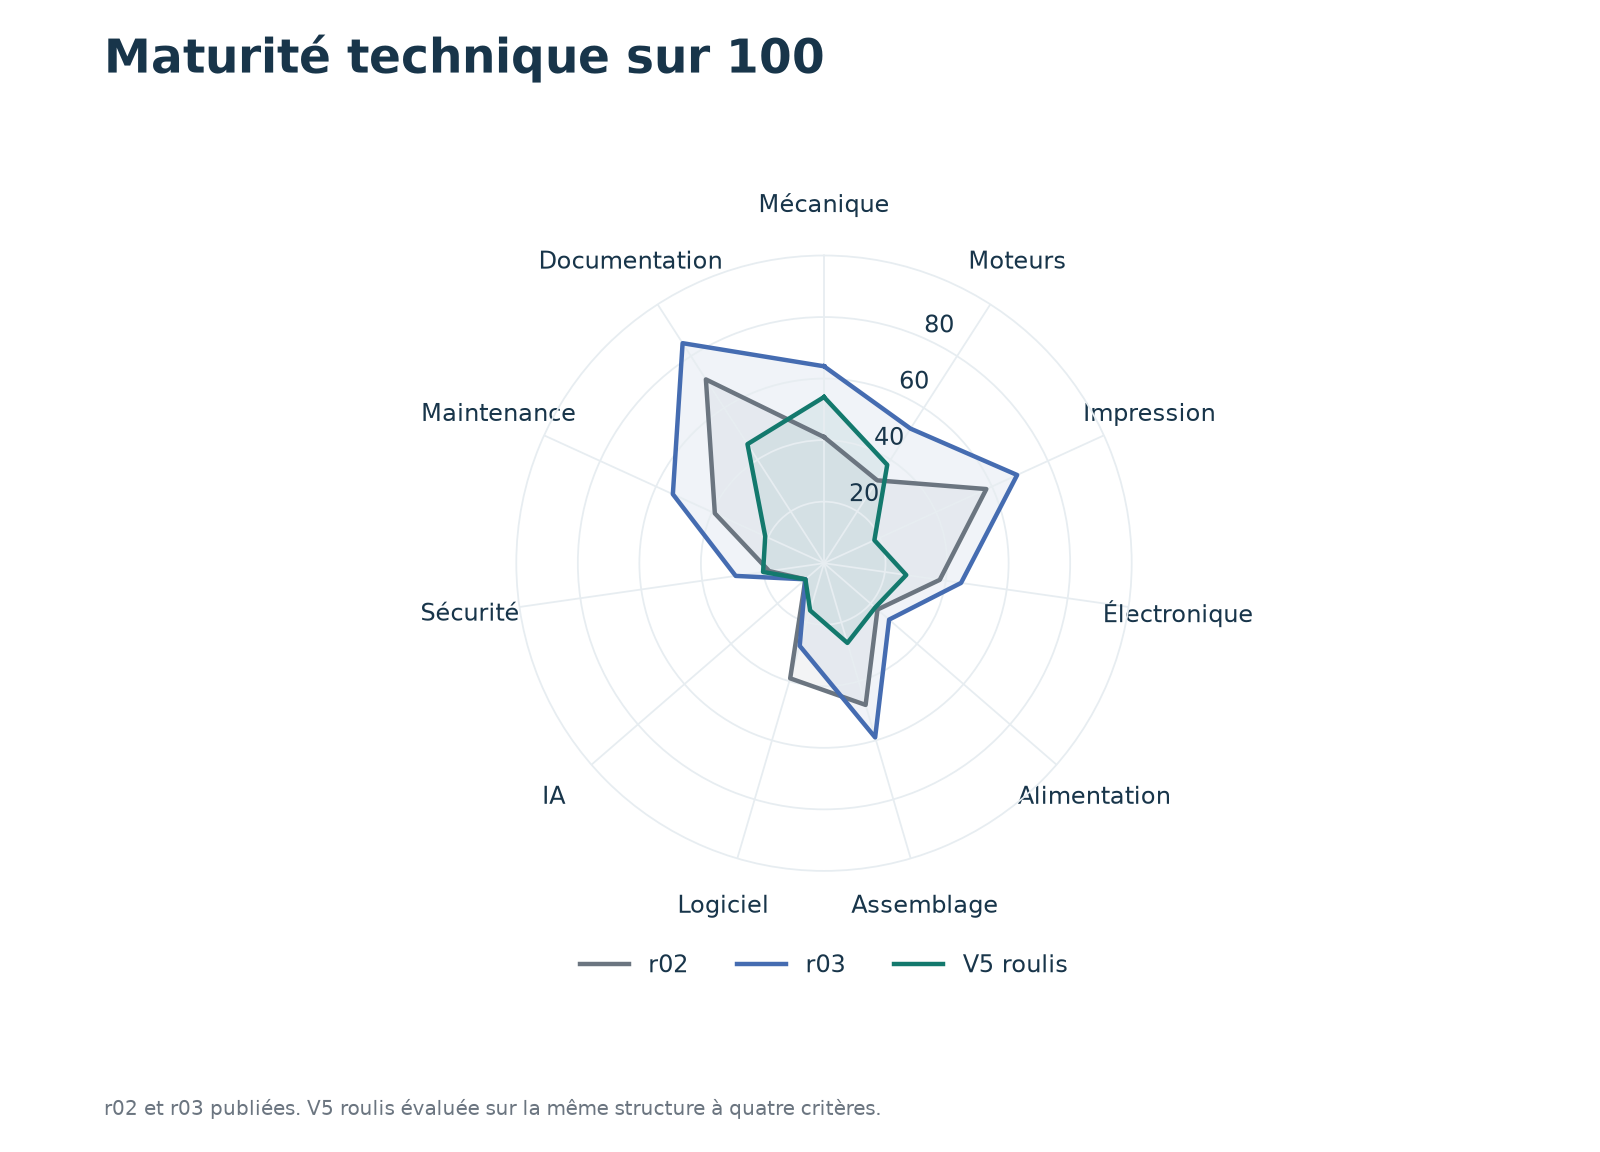 Maturité technique sur 100
Mécanique
Documentation
Moteurs
80
60
Maintenance
Impression
40
20
Sécurité
Électronique
IA
Alimentation
Logiciel
Assemblage
r02
r03
V5 roulis
r02 et r03 publiées. V5 roulis évaluée sur la même structure à quatre critères.